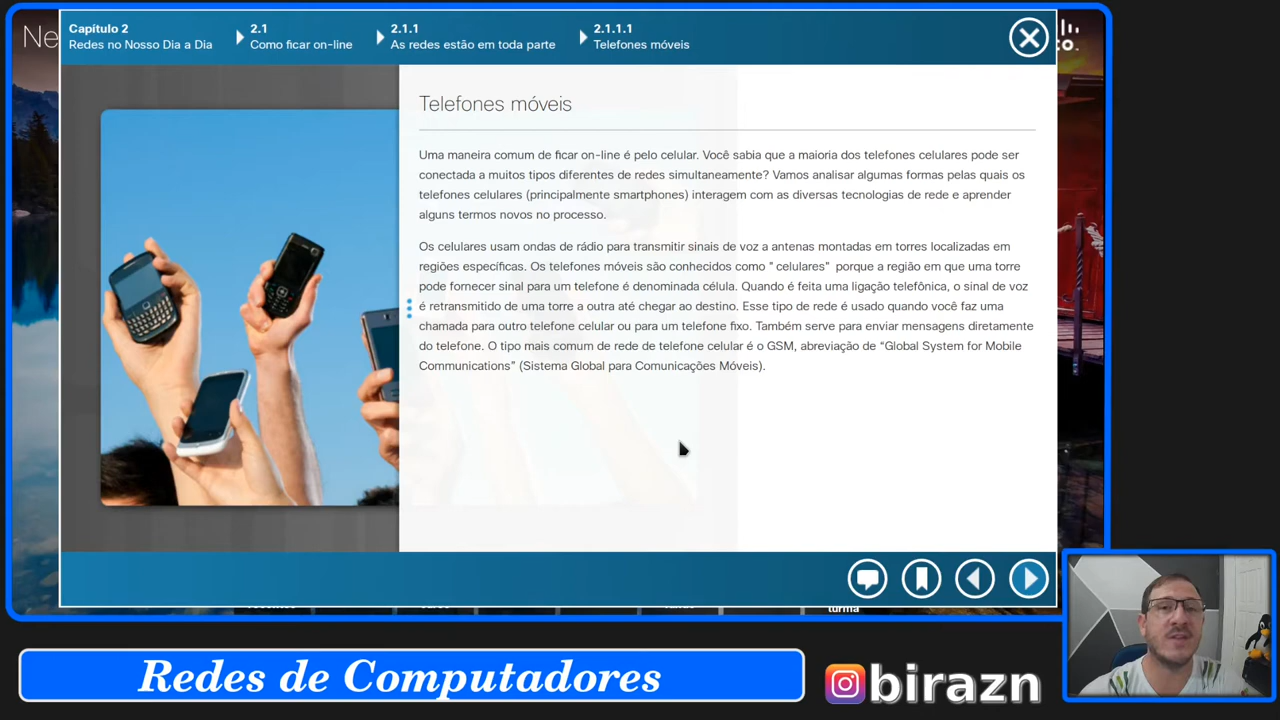 Ne
Capítulo 2
Redes no Nosso Dia a Dia
2.1
Como ficar on-line
2.1.1
As redes estão em toda parte
2.1.1.1
Telefones móveis
co.
Telefones móveis
Uma maneira comum de ficar on-line é pelo celular. Você sabia que a maioria dos telefones celulares pode ser
conectada a muitos tipos diferentes de redes simultaneamente? Vamos analisar algumas formas pelas quais os
telefones celulares (principalmente smartphones) interagem com as diversas tecnologias de rede e aprender
alguns termos novos no processo.
Os celulares usam ondas de rádio para transmitir sinais de voz a antenas montadas em torres localizadas em
regiões específicas. Os telefones móveis são conhecidos como " celulares"  porque a região em que uma torre
pode fornecer sinal para um telefone é denominada célula. Quando é feita uma ligação telefônica, o sinal de voz
é retransmitido de uma torre a outra até chegar ao destino. Esse tipo de rede é usado quando você faz uma
chamada para outro telefone celular ou para um telefone fixo. Também serve para enviar mensagens diretamente
do telefone. O tipo mais comum de rede de telefone celular é o GSM, abreviação de “Global System for Mobile
Communications” (Sistema Global para Comunicações Móveis).
turma
Redes de Computadores
birazn